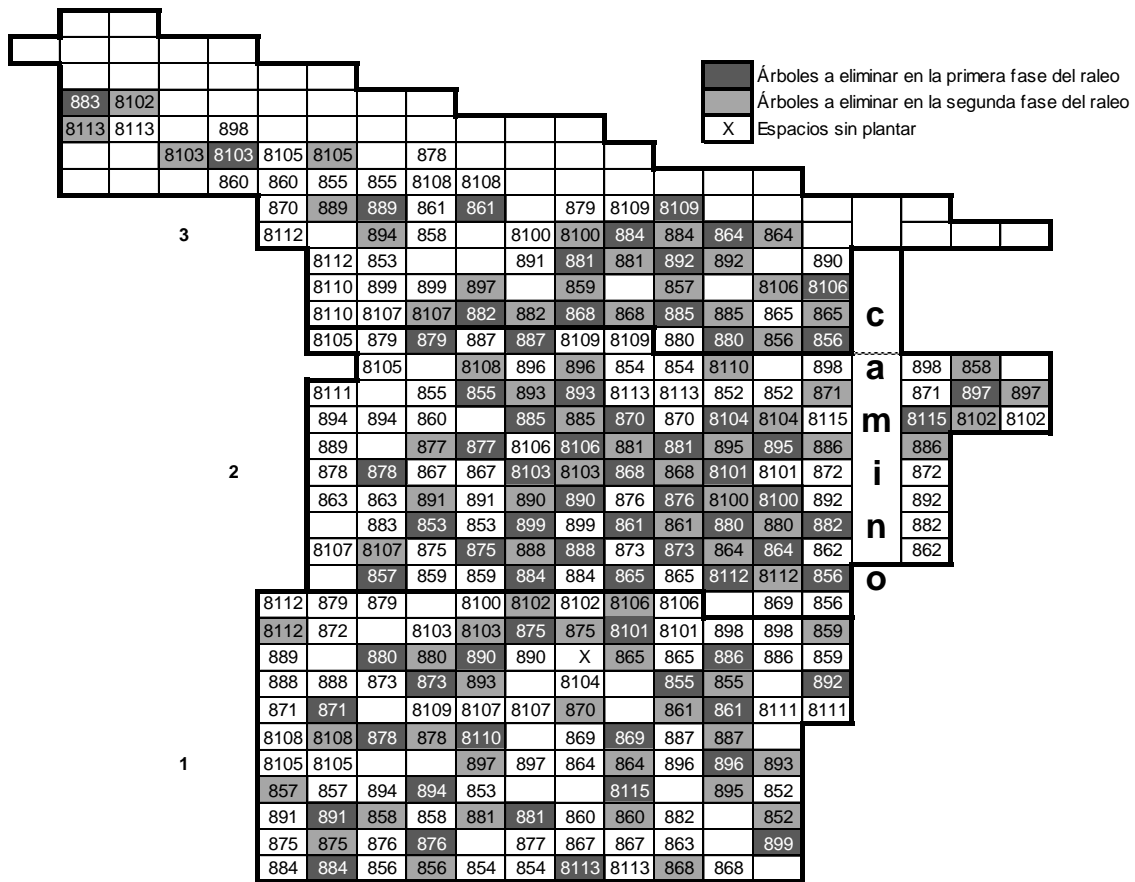 Árboles a eliminar en la primera fase del raleo
883 8102
Árboles a eliminar en la segunda fase del raleo
8113 8113 898
X Espacios sin plantar
8103 8103 8105 8105 878
860 860 855 855 8108 8108
870 889 889 861 861 879 8109 8109
3
8112 894 858 8100 8100 884 884 864 864
8112 853 891 881 881 892 892 890
8110 899 899 897 859 857 8106 8106
8110 8107 8107 882 882 868 868 885 885 865 865
c
8105 879 879 887 887 8109 8109 880 880 856 856
8105 8108 896 896 854 854 8110 898 a 898 858
8111 855 855 893 893 8113 8113 852 852 871 871 897 897
894 894 860 885 885 870 870 8104 8104 8115 m 8115 8102 8102
889 877 877 8106 8106 881 881 895 895 886 886
2
878 878 867 867 8103 8103 868 868 8101 8101 872 i 872
863 863 891 891 890 890 876 876 8100 8100 892 892
883 853 853 899 899 861 861 880 880 882 n 882
8107 8107 875 875 888 888 873 873 864 864 862 862
857 859 859 884 884 865 865 8112 8112 856 o
8112 879 879 8100 8102 8102 8106 8106 869 856
8112 872 8103 8103 875 875 8101 8101 898 898 859
889 880 880 890 890 X 865 865 886 886 859
888 888 873 873 893 8104 855 855 892
871 871 8109 8107 8107 870 861 861 8111 8111
8108 8108 878 878 8110 869 869 887 887
1
8105 8105 897 897 864 864 896 896 893
857 857 894 894 853 8115 895 852
891 891 858 858 881 881 860 860 882 852
875 875 876 876 877 867 867 863 899
884 884 856 856 854 854 8113 8113 868 868